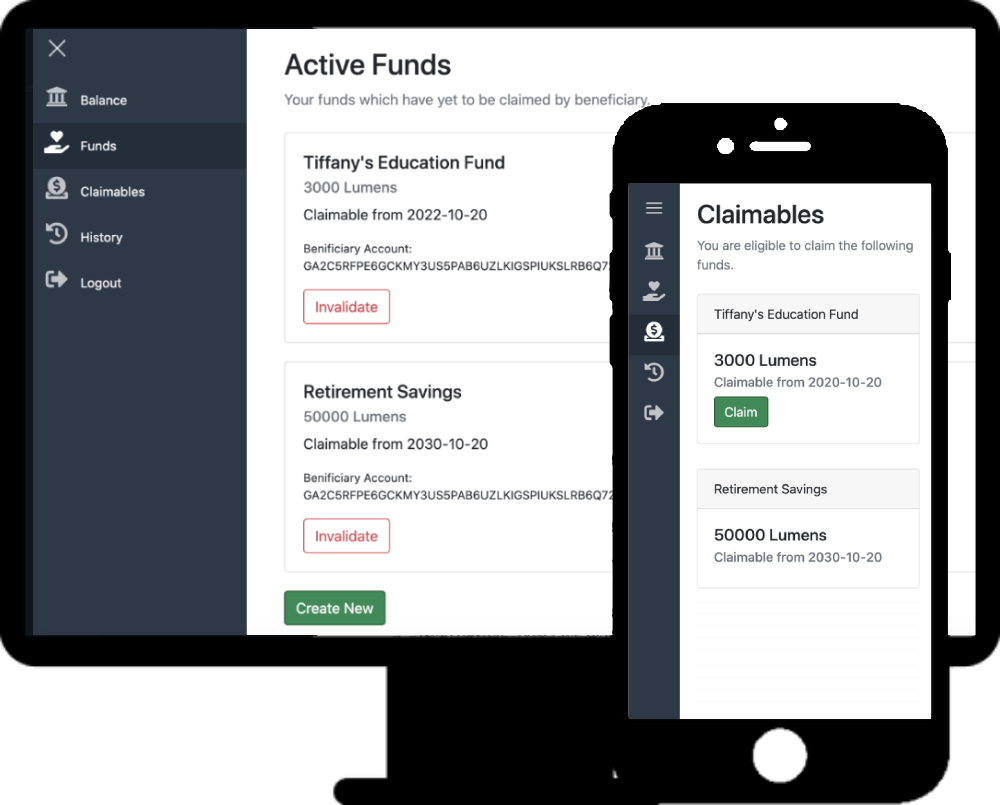 Balance
Funds
Claimables
History
Logout
Active Funds
Your funds which have yet to be claimed by beneficiary.
Tiffany's Education Fund
3000 Lumens
Claimable from 2022-10-20
Benificiary Account:
GA2C5RFPE6GCKMY3US5PAB6UZLKIGSPIUKSLRB6Q7
Invalidate
Retirement Savings
50000 Lumens
Claimable from 2030-10-20
Benificiary Account:
GA2C5RFPE6GCKMY3US5PAB6UZLKIGSPIUKSLRB6Q72
Invalidate
Create New
Claimables
You are eligible to claim the following
funds.
Tiffany's Education Fund
3000 Lumens
Claimable from 2020-10-20
Claim
Retirement Savings
50000 Lumens
Claimable from 2030-10-20